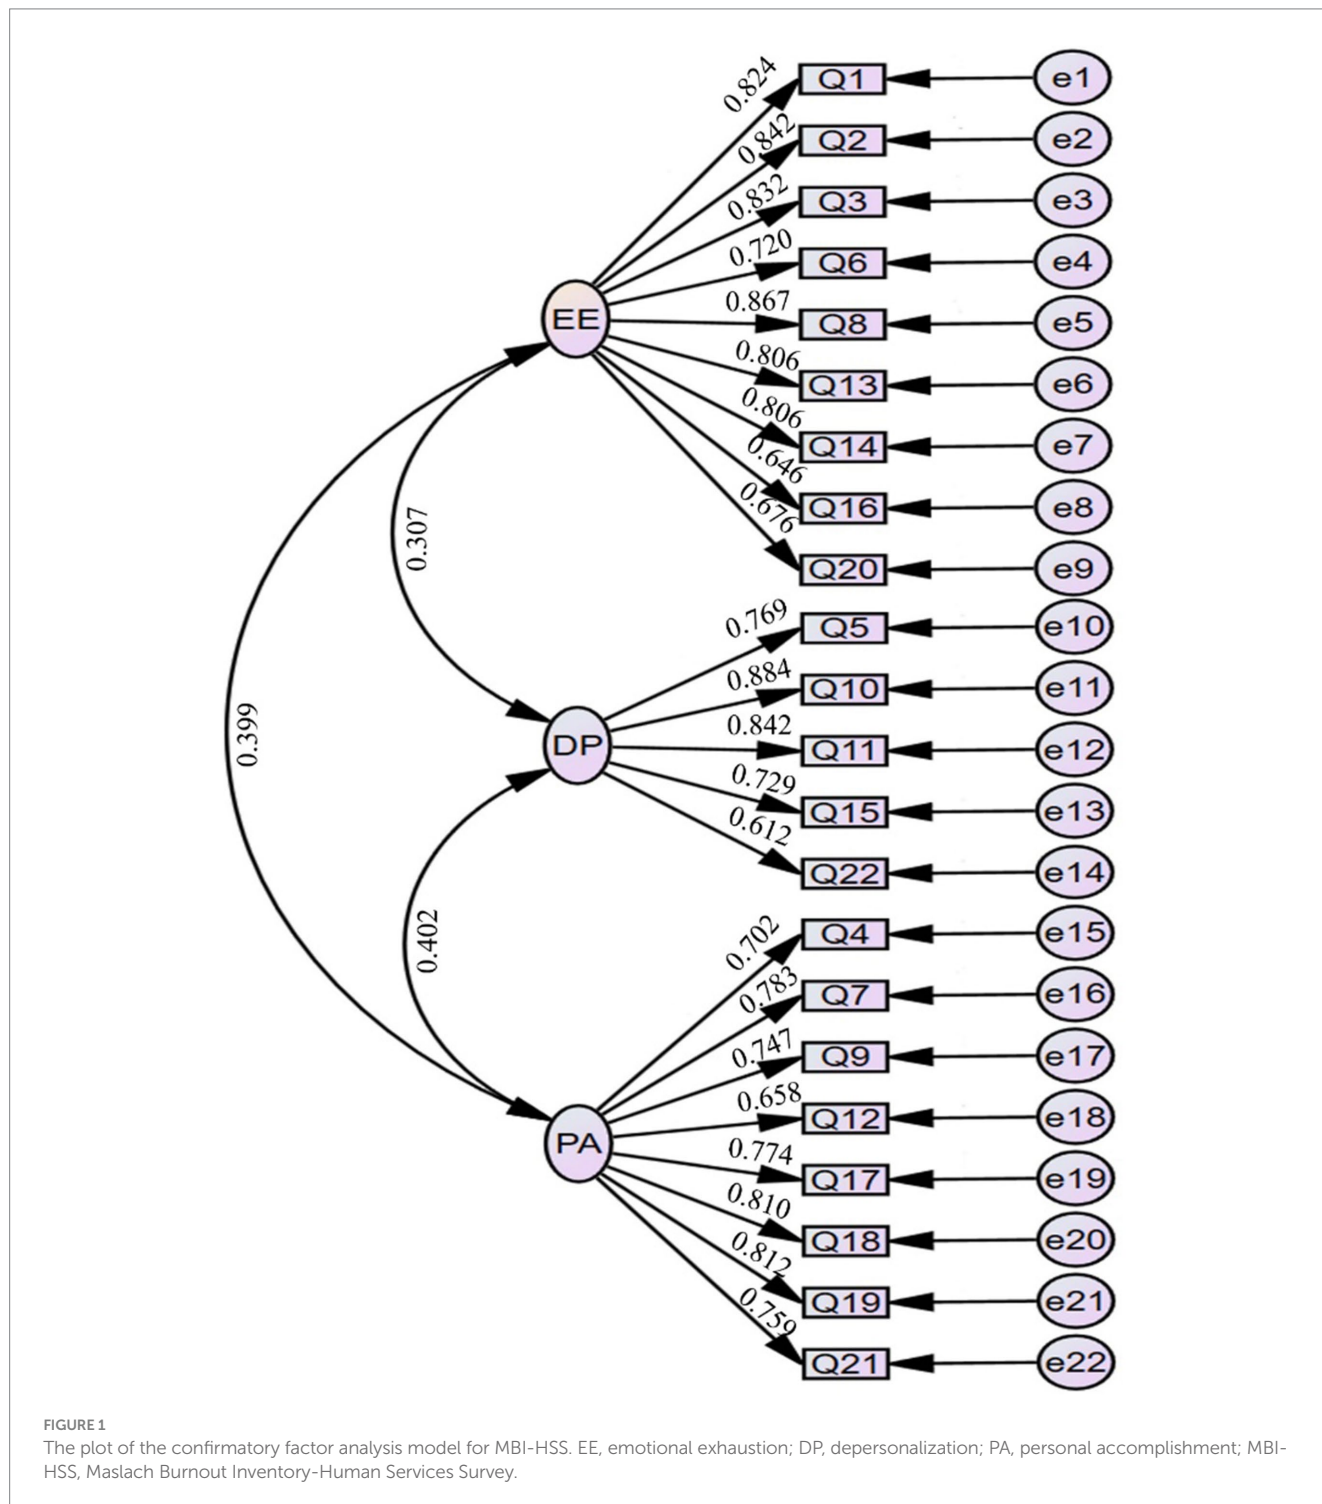 0.824
Q1
e1
0.842
Q2
e2
0.832
Q3
e3
0.720
Q6
e4
EE
0.867
Q8
e5
0.806
Q13
e6
0.806
Q14
e7
0.646
Q16
e8
0.676
Q20
e9
0.307
0.769
Q5
e10
0.884
Q10
e11
DP
0.842
Q11
e12
0.729
Q15
e13
0.612
Q22
e14
0.399
0.402
0.702
Q4
e15
0.783
Q7
e16
0.747
Q9
e17
0.658
Q12
e18
PA
0.774
Q17
e19
0.810
Q18
e20
0.812
Q19
e21
0.759
Q21
e22
FIGURE 1
The plot of the confirmatory factor analysis model for MBI-HSS. EE, emotional exhaustion; DP, depersonalization; PA, personal accomplishment; MBI-
HSS, Maslach Burnout Inventory-Human Services Survey.